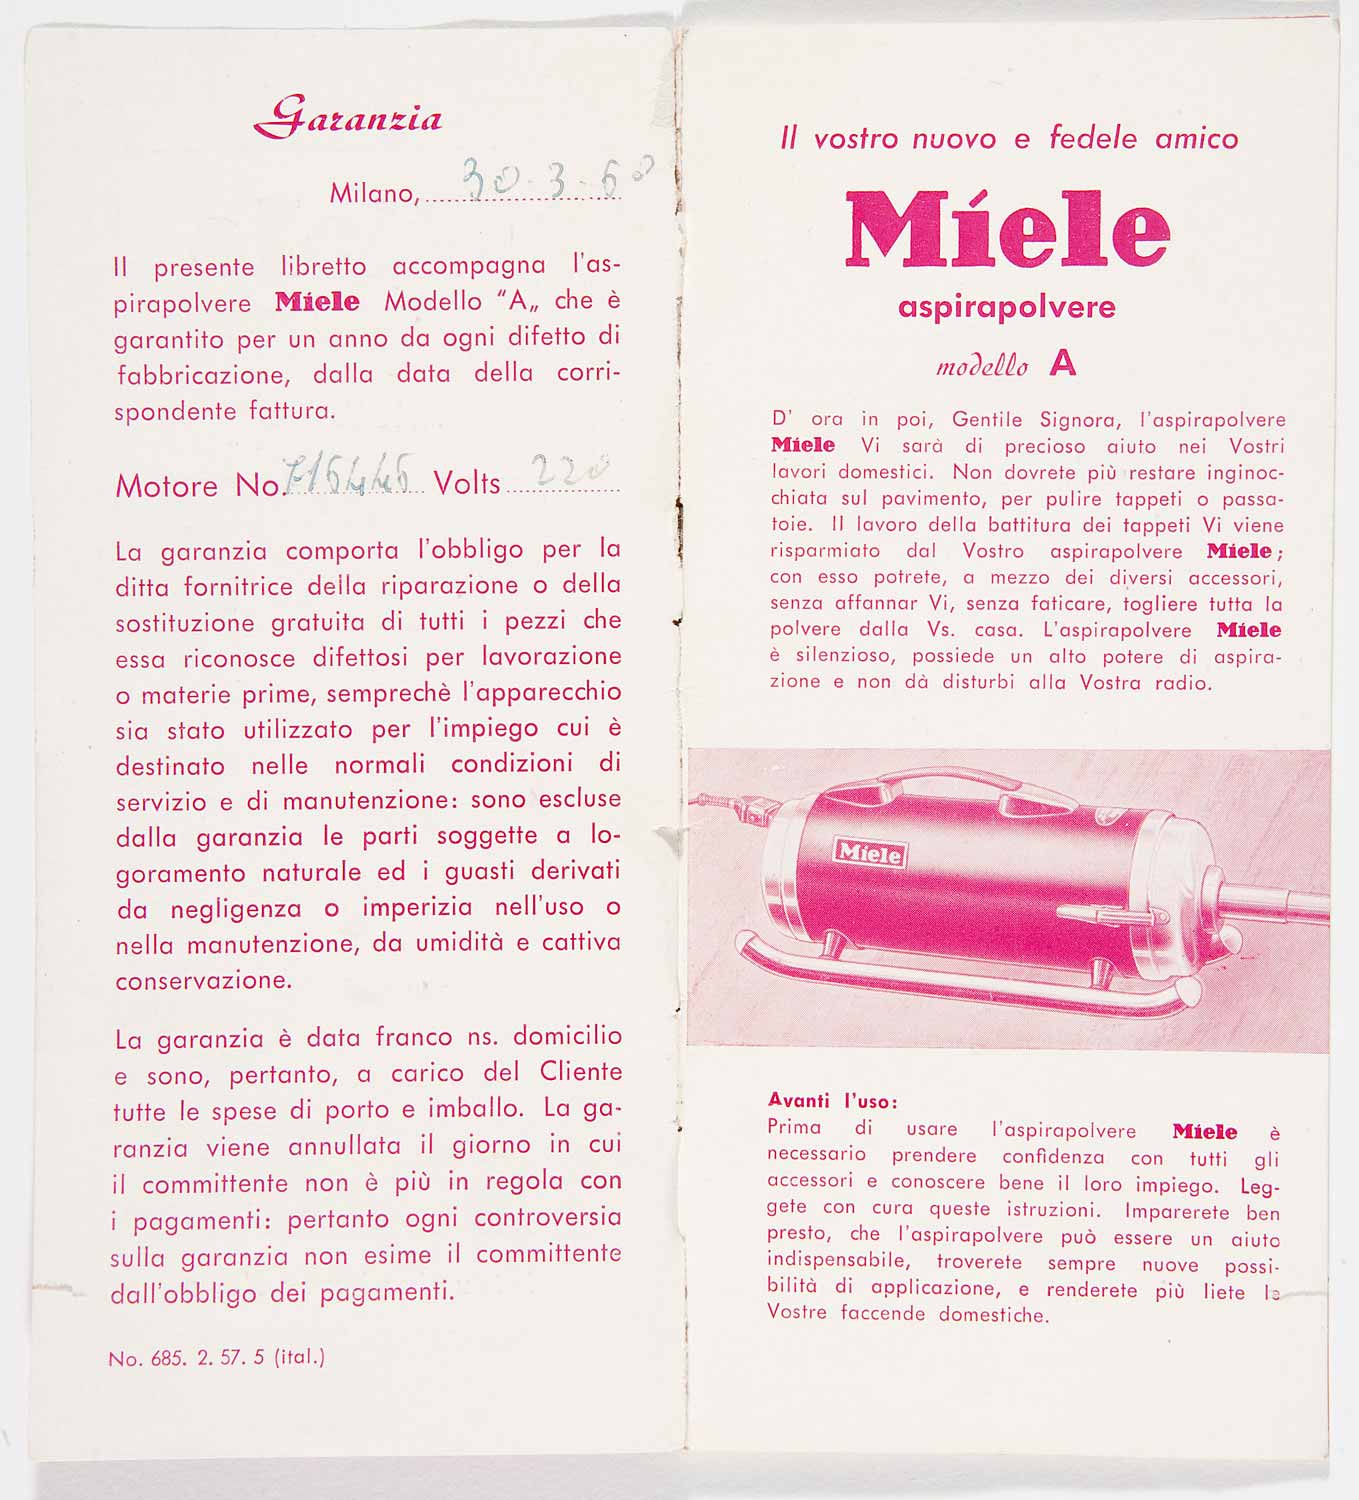 Garanzia
Milano, 30-3-60
Il presente libretto accompagna l'as-
pirapolvere Miele Modello "A„ che è
garantito per un anno da ogni difetto di
fabbricazione, dalla data della corri-
spondente fattura.
Motore No. 715445 Volts 220
La garanzia comporta l'obbligo per la
ditta fornitrice della riparazione o della
sostituzione gratuita di tutti i pezzi che
essa riconosce difettosi per lavorazione
o materie prime, semprechè l'apparecchio
sia stato utilizzato per l'impiego cui è
destinato nelle normali condizioni di
servizio e di manutenzione: sono escluse
dalla garanzia le parti soggette a lo-
goramento naturale ed i guasti derivati
da negligenza o imperizia nell'uso o
nella manutenzione, da umidità e cattiva
conservazione.
La garanzia è data franco ns. domicilio
e sono, pertanto, a carico del Cliente
tutte le spese di porto e imballo. La ga-
ranzia viene annullata il giorno in cui
il committente non è più in regola con
i pagamenti: pertanto ogni controversia
sulla garanzia non esime il committente
dall'obbligo dei pagamenti.
No. 685. 2. 57. 5 (ital.)
Il vostro nuovo e fedele amico
Miele
aspirapolvere
modello A
D' ora in poi, Gentile Signora, l'aspirapolvere
Miele Vi sarà di precioso aiuto nei Vostri
lavori domestici. Non dovrete più restare inginoc-
chiata sul pavimento, per pulire tappeti o passa-
toie. Il lavoro della battitura dei tappeti Vi viene
risparmiato dal Vostro aspirapolvere Miele;
con esso potrete, a mezzo dei diversi accessori,
senza affannar Vi, senza faticare, togliere tutta la
polvere dalla Vs. casa. L'aspirapolvere Miele
è silenzioso, possiede un alto potere di aspira-
zione e non dà disturbi alla Vostra radio.
Miele
Avanti l'uso:
Prima di usare l'aspirapolvere Miele è
necessario prendere confidenza con tutti gli
accessori e conoscere bene il loro impiego. Leg-
gete con cura queste istruzioni. Imparerete ben
presto, che l'aspirapolvere può essere un aiuto
indispensabile, troverete sempre nuove possi-
bilità di applicazione, e renderete più liete le
Vostre faccende domestiche.